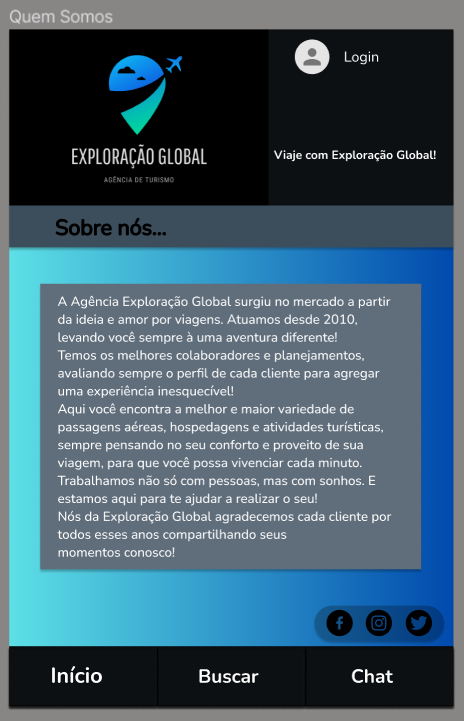 Quem Somos
Login
EXPLORAÇÃO GLOBAL
AGÊNCIA DE TURISMO
Viaje com Exploração Global!
Sobre nós...
A Agência Exploração Global surgiu no mercado a partir
da ideia e amor por viagens. Atuamos desde 2010,
levando você sempre à uma aventura diferente!
Temos os melhores colaboradores e planejamentos,
avaliando sempre o perfil de cada cliente para agregar
uma experiência inesquecível!
Aqui você encontra a melhor e maior variedade de
passagens aéreas, hospedagens e atividades turísticas,
sempre pensando no seu conforto e proveito de sua
viagem, para que você possa vivenciar cada minuto.
Trabalhamos não só com pessoas, mas com sonhos. E
estamos aqui para te ajudar a realizar o seu!
Nós da Exploração Global agradecemos cada cliente por
todos esses anos compartilhando seus
momentos conosco!
Início
Buscar
Chat